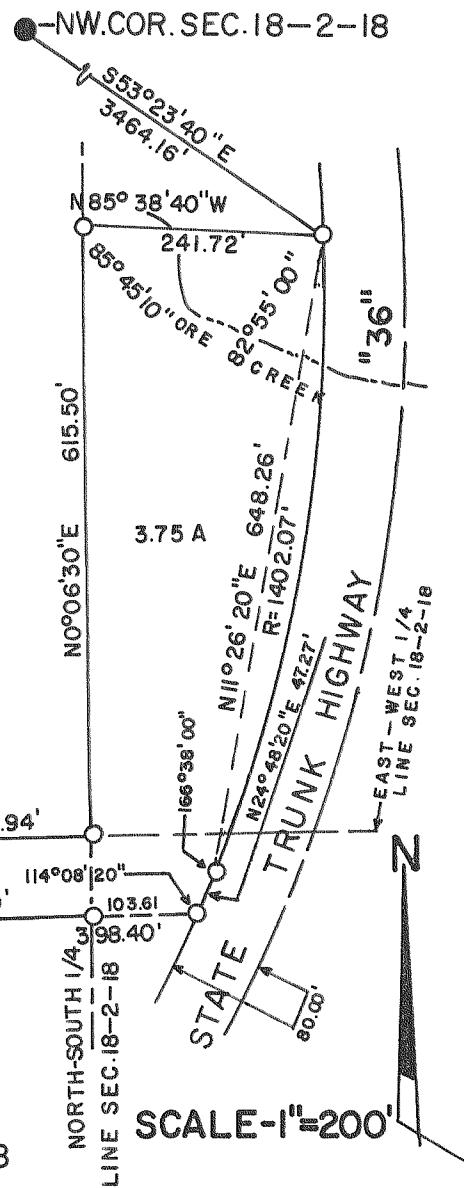 NW.COR.SEC.18-2-18
S53°23'40"E
3464.16'
N85°38'40"W
241.72'
85°45'10"
82°55'00"
ORE CREEK
"36"
615.50'
N0°06'30"E
3.75 A
648.26'
N11°26'20"E
R=1402.07'
166°38'00"
N24°48'20"E 47.27'
STATE TRUNK HIGHWAY
EAST-WEST 1/4
LINE SEC.18-2-18
.94'
114°08'20"
103.61
398.40'
N
80.00'
NORTH-SOUTH 1/4
LINE SEC.18-2-18
SCALE-1"=200'